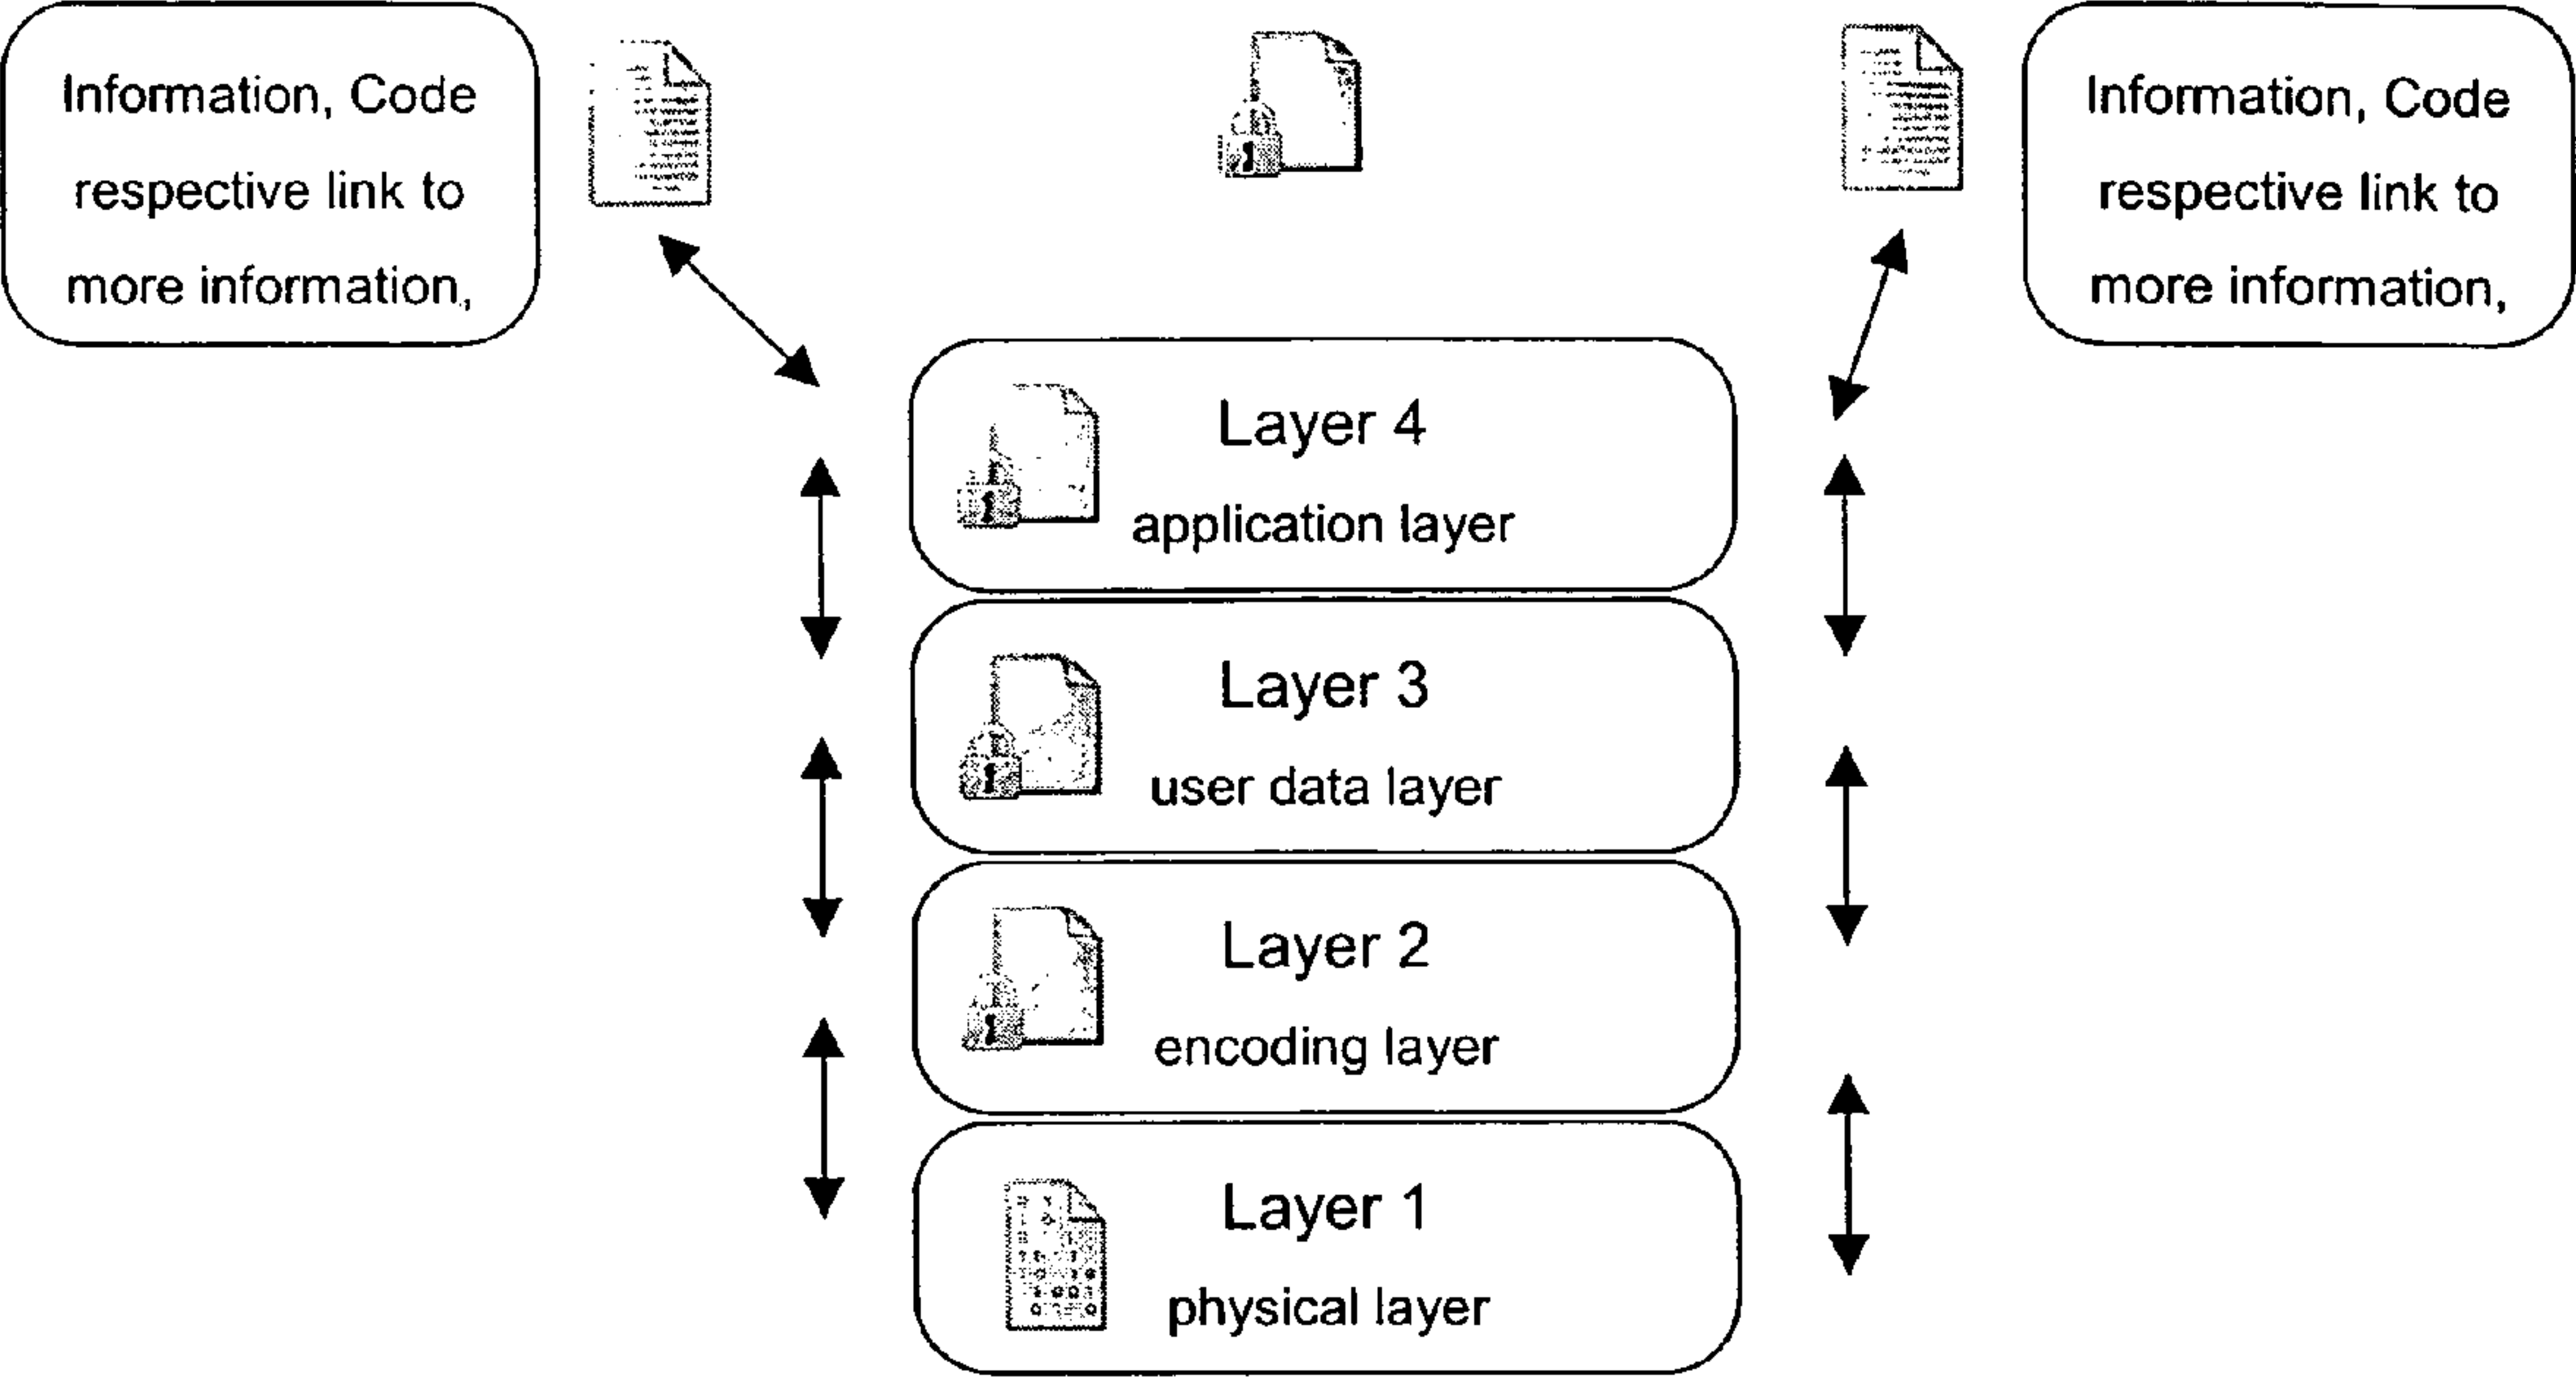 Information, Code
respective link to
more information,
Information, Code
respective link to
more information,
Layer 4
application layer
Layer 3
user data layer
Layer 2
encoding layer
Layer 1
physical layer